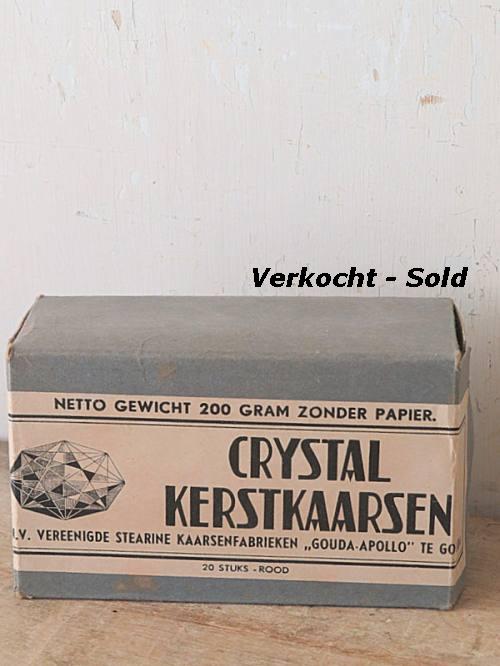 Verkocht - Sold
NETTO GEWICHT 200 GRAM ZONDER PAPIER.
CRYSTAL
KERSTKAARSEN
.V. VEREENIGDE STEARINE KAARSENFABRIEKEN „GOUDA-APOLLO" TE GO
20 STUKS - ROOD